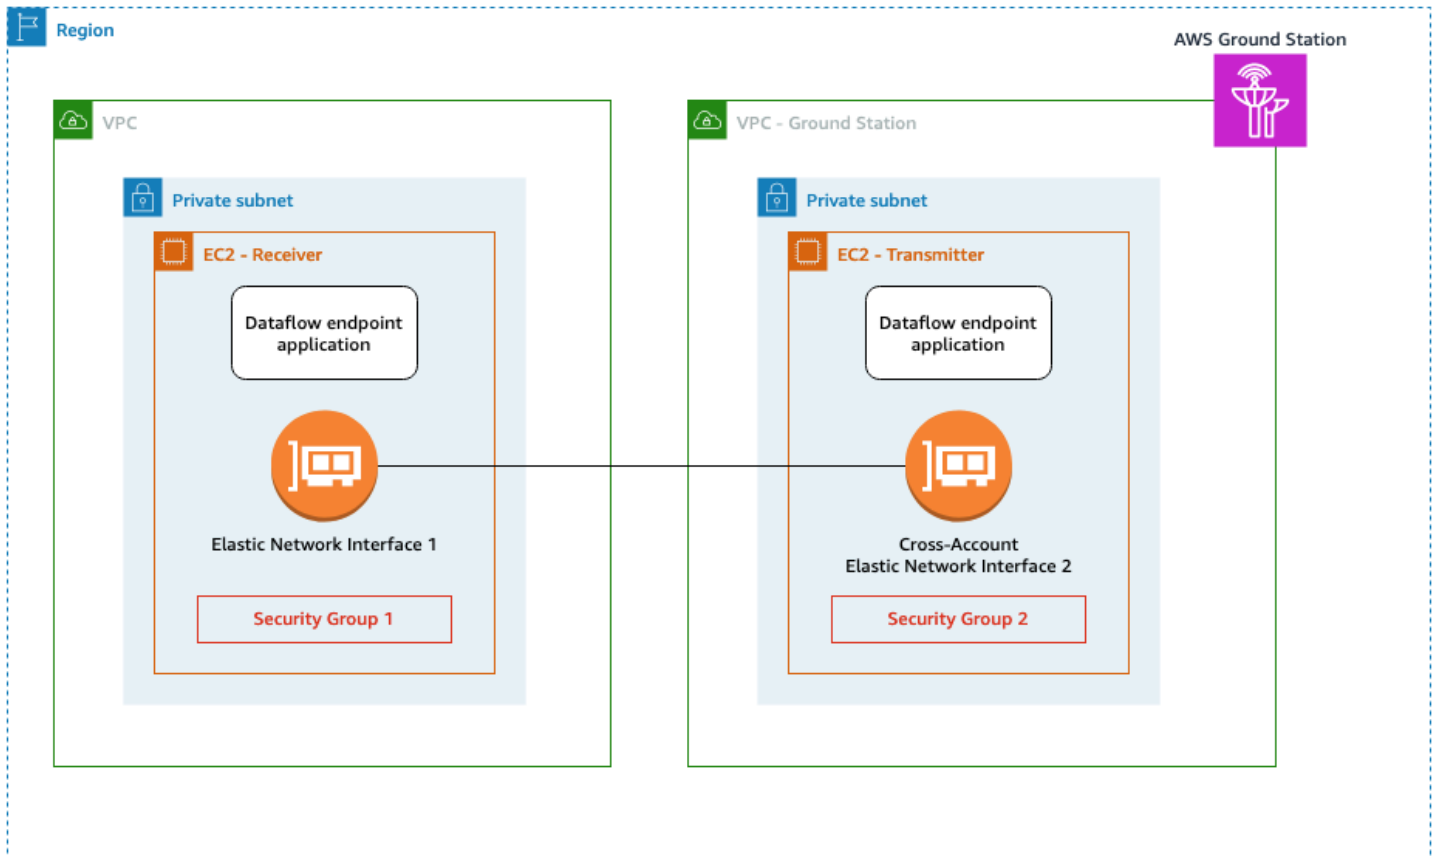 Region
AWS Ground Station
VPC
VPC - Ground Station
Private subnet
Private subnet
EC2 - Receiver
EC2 - Transmitter
Dataflow endpoint
application
Dataflow endpoint
application
Elastic Network Interface 1
Cross-Account
Elastic Network Interface 2
Security Group 1
Security Group 2